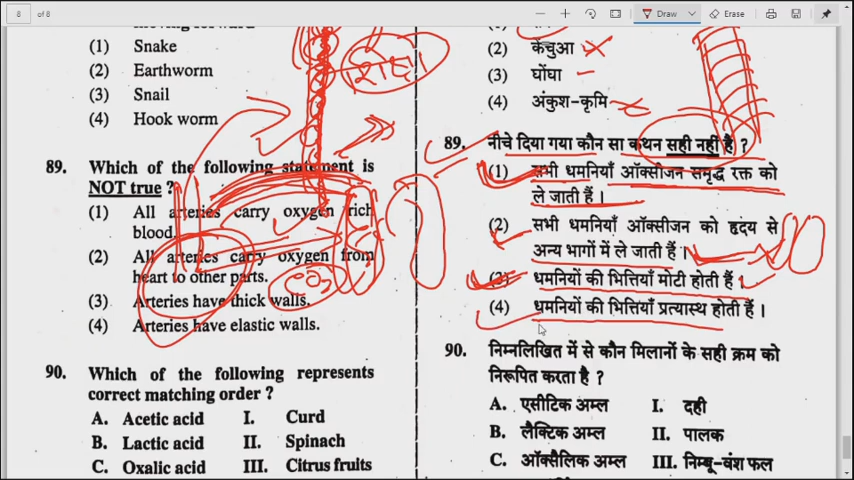 8 of 8
Draw
Erase
(1) Snake
(2) Earthworm
(3) Snail
(4) Hook worm
89. Which of the following statement is
NOT true ?
(1) All arteries carry oxygen rich
blood.
(2) All arteries carry oxygen from
heart to other parts.
(3) Arteries have thick walls.
(4) Arteries have elastic walls.
90. Which of the following represents
correct matching order ?
A. Acetic acid I. Curd
B. Lactic acid II. Spinach
C. Oxalic acid III. Citrus fruits
(2) केंचुआ
(3) घोंघा
(4) अंकुश-कृमि
89. नीचे दिया गया कौन सा कथन सही नहीं है ?
(1) सभी धमनियाँ ऑक्सीजन समृद्ध रक्त को
ले जाती हैं ।
(2) सभी धमनियाँ ऑक्सीजन को हृदय से
अन्य भागों में ले जाती हैं ।
(3) धमनियों की भित्तियाँ मोटी होती हैं ।
(4) धमनियों की भित्तियाँ प्रत्यास्थ होती हैं ।
90. निम्नलिखित में से कौन मिलानों के सही क्रम को
निरूपित करता है ?
A. एसीटिक अम्ल I. दही
B. लैक्टिक अम्ल II. पालक
C. ऑक्सैलिक अम्ल III. निम्बू-वंश फल